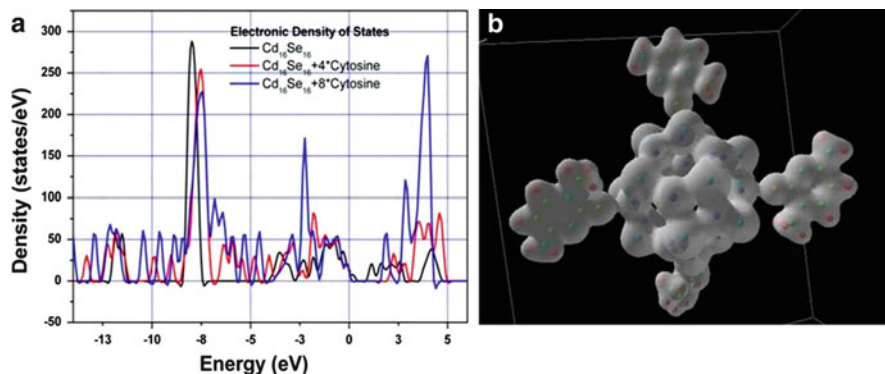 a
Electronic Density of States
Cd₁₆Se₁₆
Cd₁₆Se₁₆+4*Cytosine
Cd₁₆Se₁₆+8*Cytosine
300
250
200
150
100
50
0
-50
Density (states/eV)
-13 -10 -8 -5 -3 0 3 5
Energy (eV)
b